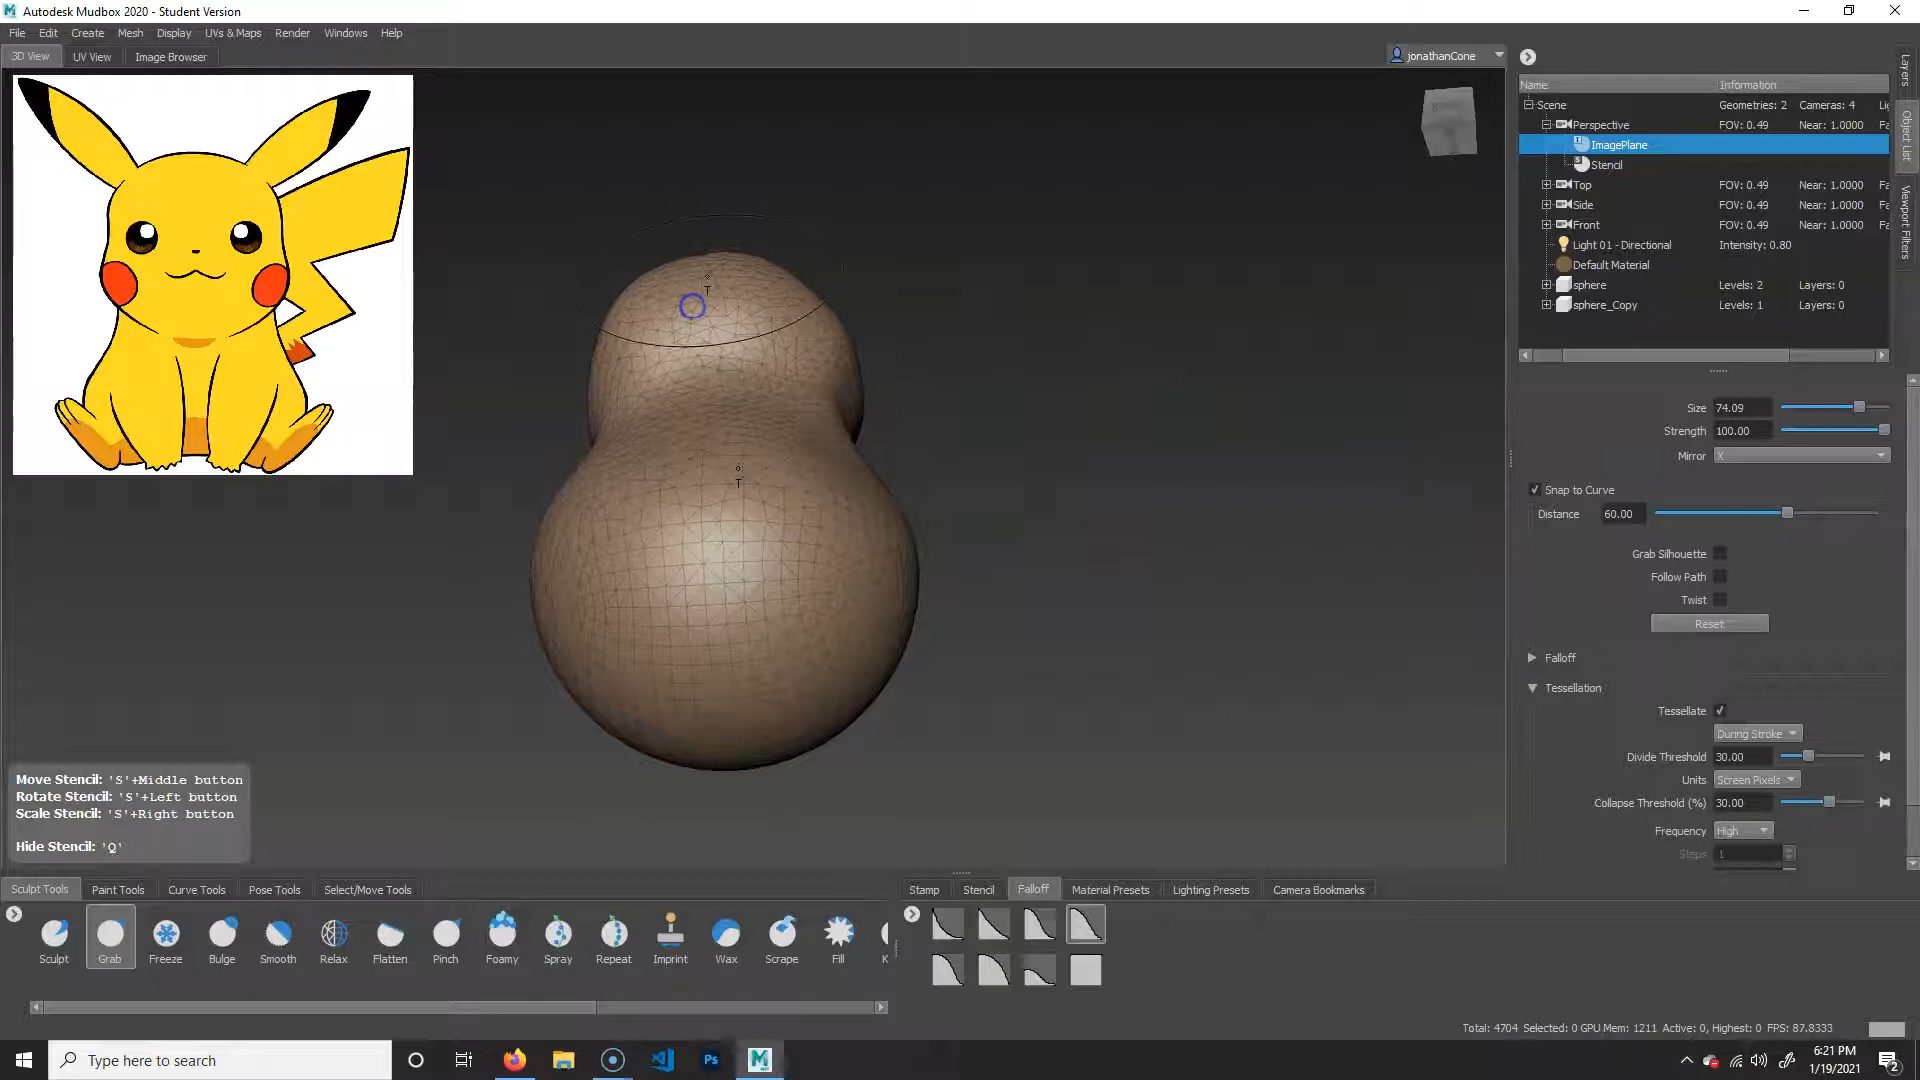 Autodesk Mudbox 2020 - Student Version
File Edit Create Mesh Display UVs & Maps Render Windows Help
3D View UV View Image Browser
jonathanCone
Name Information
Scene Geometries: 2 Cameras: 4
Perspective FOV: 0.49 Near: 1.0000
ImagePlane
Stencil
Top FOV: 0.49 Near: 1.0000
Side FOV: 0.49 Near: 1.0000
Front FOV: 0.49 Near: 1.0000
Light 01 - Directional Intensity: 0.80
Default Material
sphere Levels: 2 Layers: 0
sphere_Copy Levels: 1 Layers: 0
Layers
Object List
Viewport Filters
Size 74.09
Strength 100.00
Mirror X
Snap to Curve
Distance 60.00
Grab Silhouette
Follow Path
Twist
Reset
Falloff
Tessellation
Tessellate
During Stroke
Divide Threshold 30.00
Units Screen Pixels
Collapse Threshold (%) 30.00
Frequency High
Steps 1
T
T
Move Stencil: 'S'+Middle button
Rotate Stencil: 'S'+Left button
Scale Stencil: 'S'+Right button
Hide Stencil: 'Q'
Sculpt Tools Paint Tools Curve Tools Pose Tools Select/Move Tools
Stamp Stencil Falloff Material Presets Lighting Presets Camera Bookmarks
Sculpt Grab Freeze Bulge Smooth Relax Flatten Pinch Foamy Spray Repeat Imprint Wax Scrape Fill
Total: 4704 Selected: 0 GPU Mem: 1211 Active: 0, Highest: 0 FPS: 87.8333
Type here to search
Ps
M
6:21 PM
1/19/2021
2